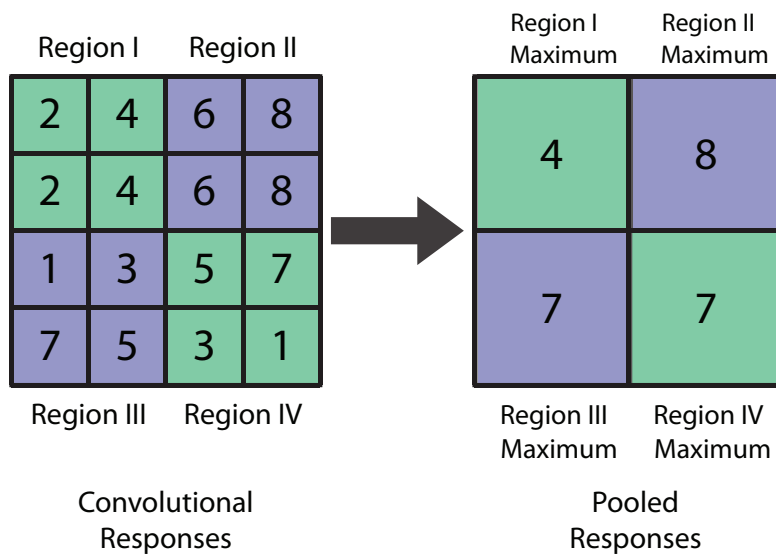 Region I Region II
2 4 6 8
2 4 6 8
1 3 5 7
7 5 3 1
Region III Region IV
Convolutional
Responses
Region I Region II
Maximum Maximum
4 8
7 7
Region III Region IV
Maximum Maximum
Pooled
Responses